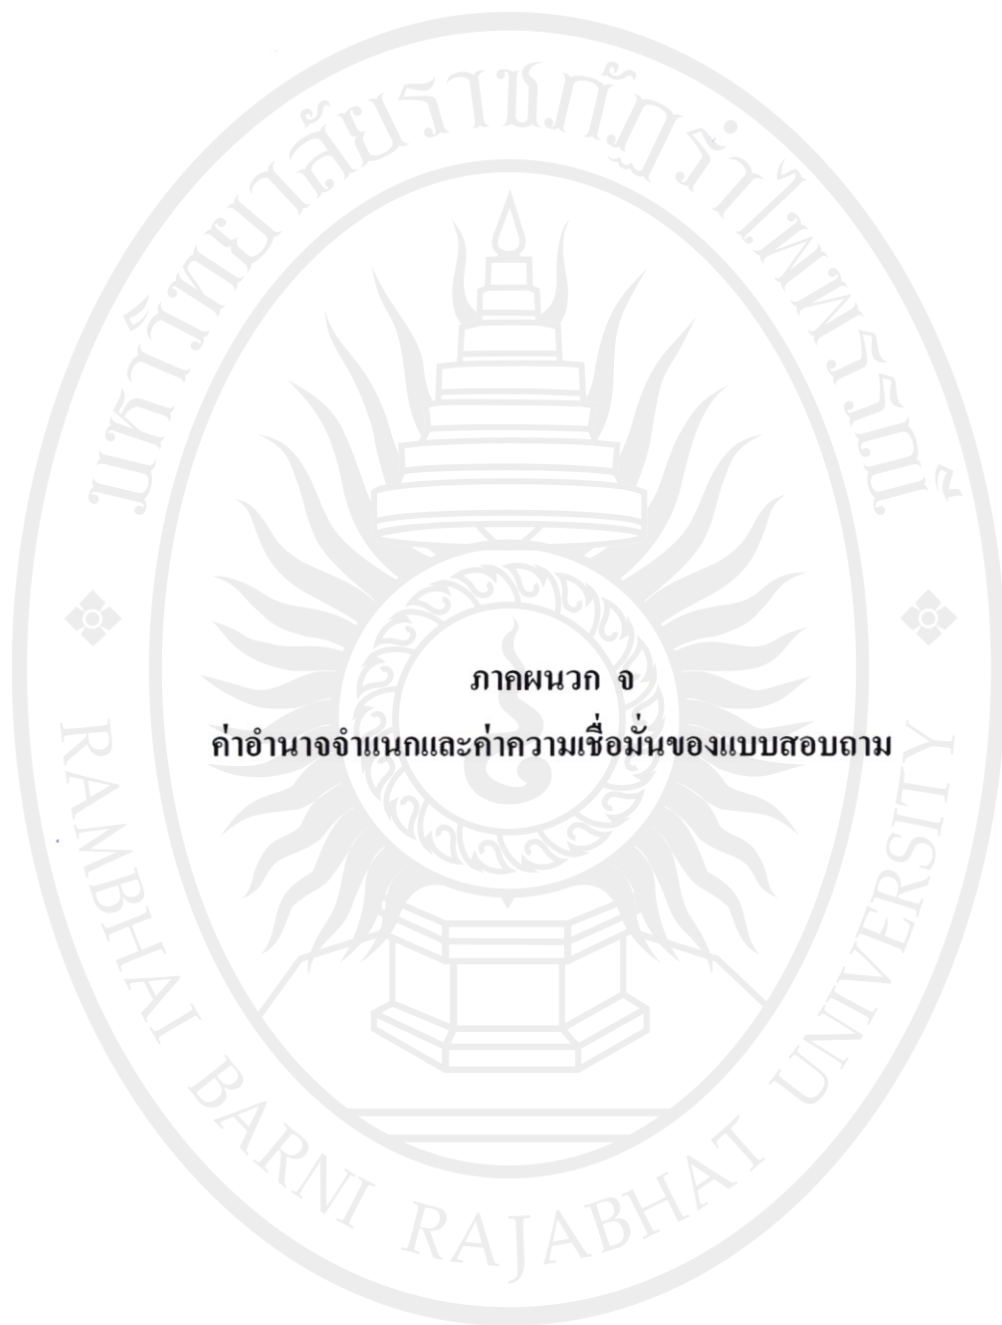 มหาวิทยาลัยราชภัฏรำไพพรรณี
ภาคผนวก จ
ค่าอำนาจจำแนกและค่าความเชื่อมั่นของแบบสอบถาม
RAMBHAI BARNI RAJABHAT UNIVERSITY